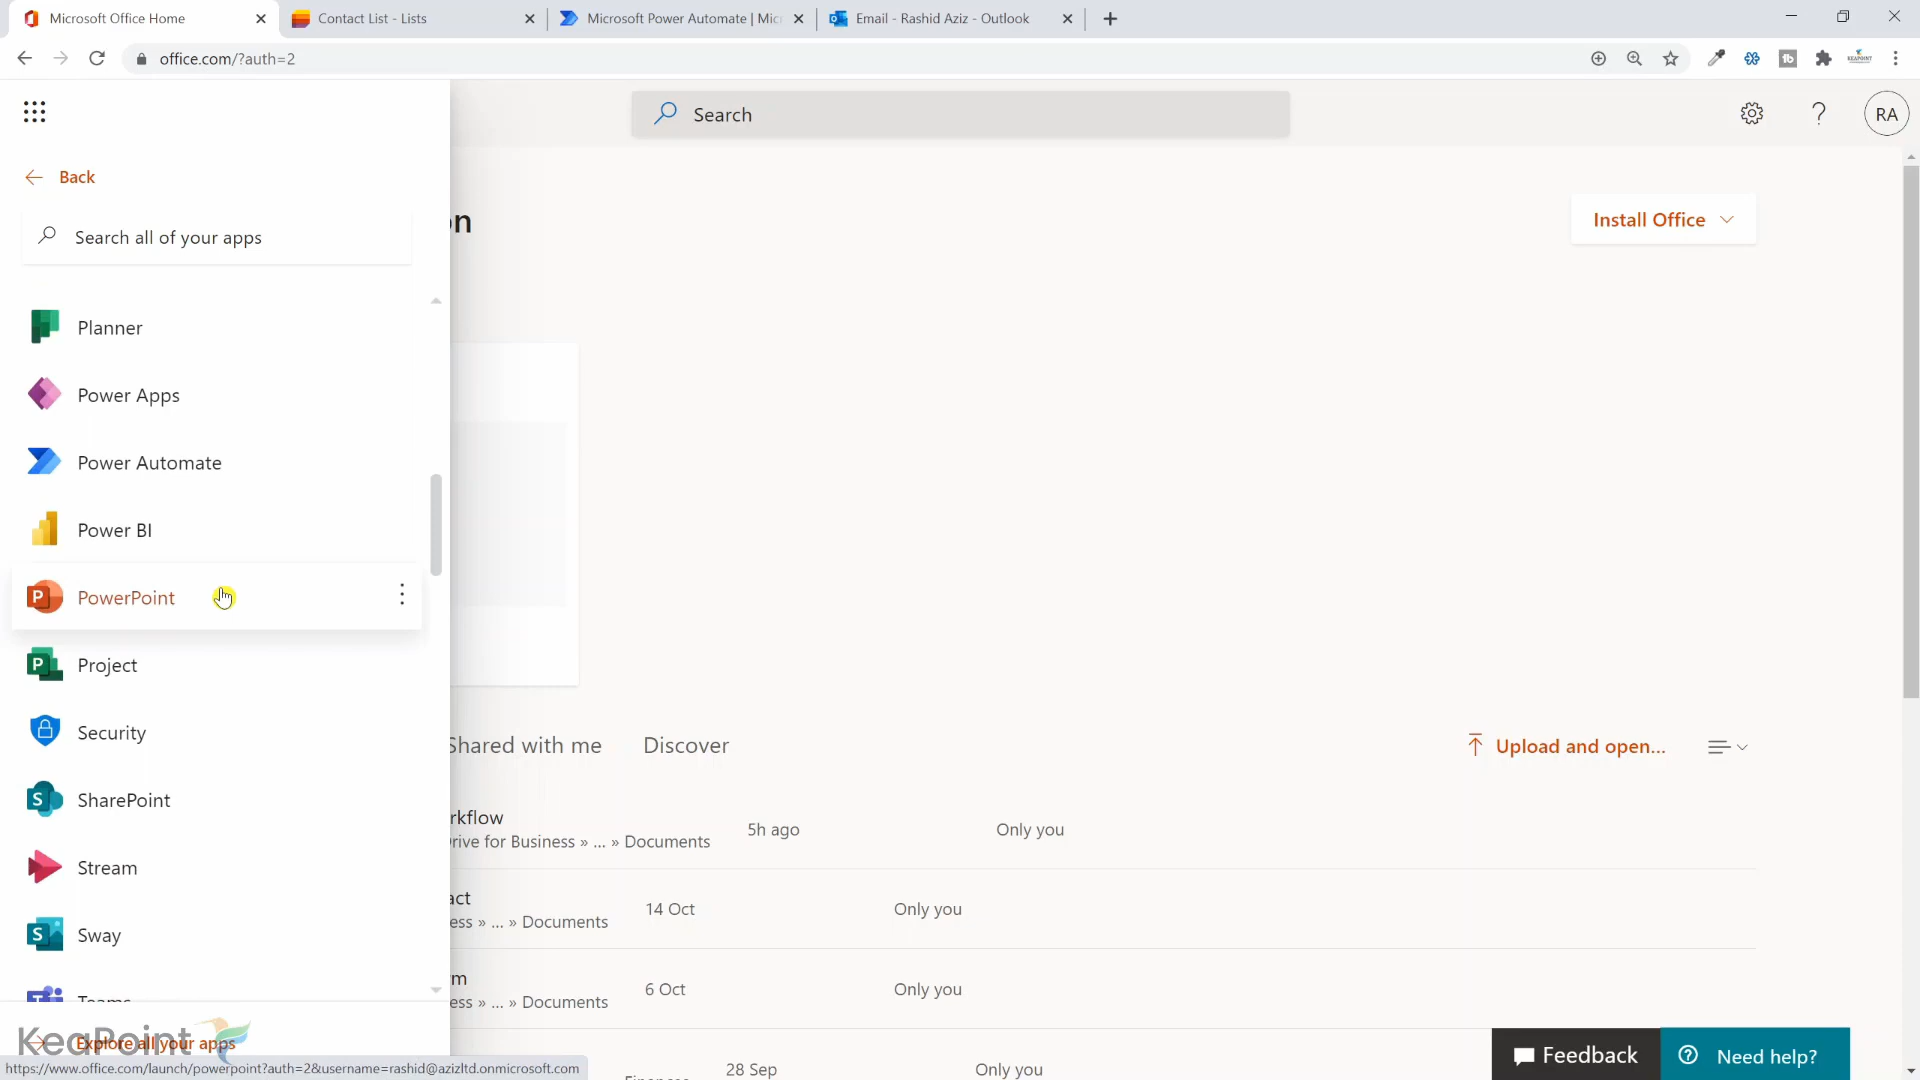 Microsoft Office Home
Contact List - Lists
Microsoft Power Automate | Mic
Email - Rashid Aziz - Outlook
office.com/?auth=2
Search
RA
Back
Search all of your apps
on
Install Office
Planner
Power Apps
Power Automate
Power BI
PowerPoint
Project
Security
SharePoint
Stream
Sway
Teams
Shared with me
Discover
Upload and open...
rkflow
rive for Business » ... » Documents
5h ago
Only you
act
ess » ... » Documents
14 Oct
Only you
rm
ess » ... » Documents
6 Oct
Only you
28 Sep
Only you
KeaPoint
Explore all your apps
Feedback
Need help?
https://www.office.com/launch/powerpoint?auth=2&username=rashid@azizltd.onmicrosoft.com